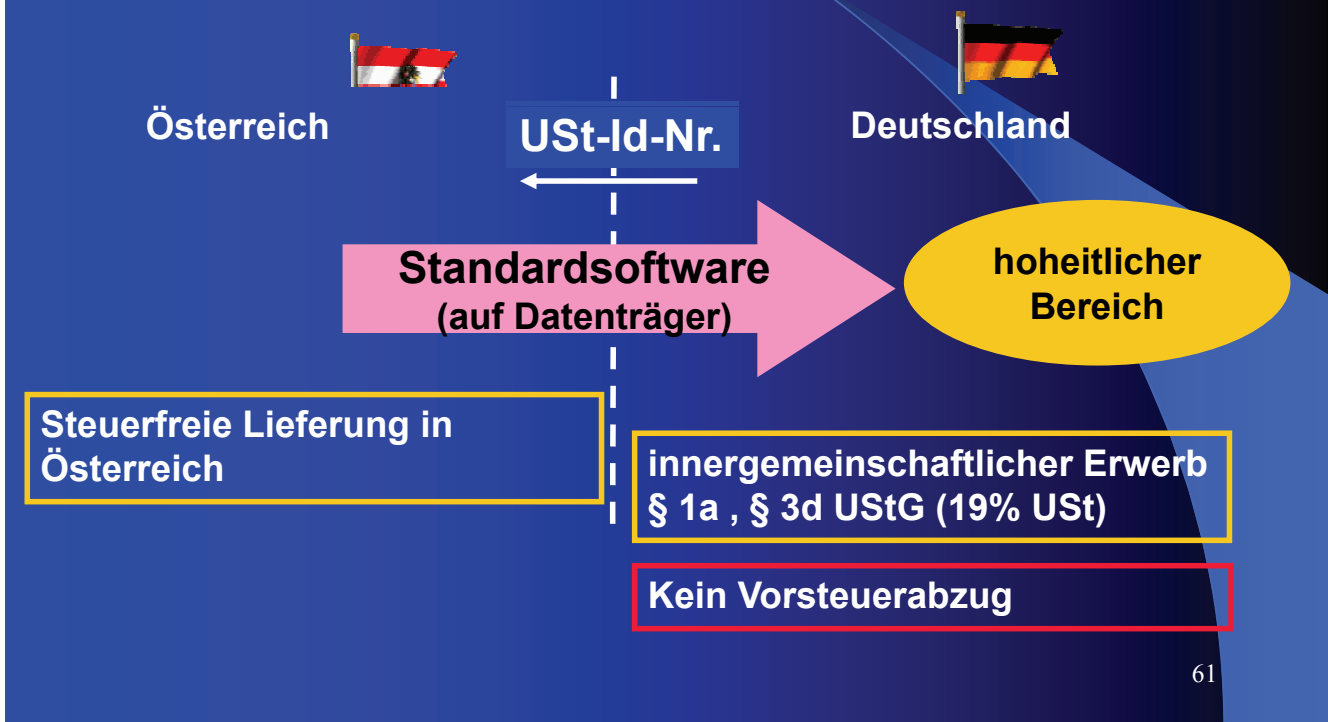 Österreich
USt-Id-Nr.
Deutschland
Standardsoftware
(auf Datenträger)
hoheitlicher
Bereich
Steuerfreie Lieferung in
Österreich
innergemeinschaftlicher Erwerb
§ 1a , § 3d UStG (19% USt)
Kein Vorsteuerabzug
61